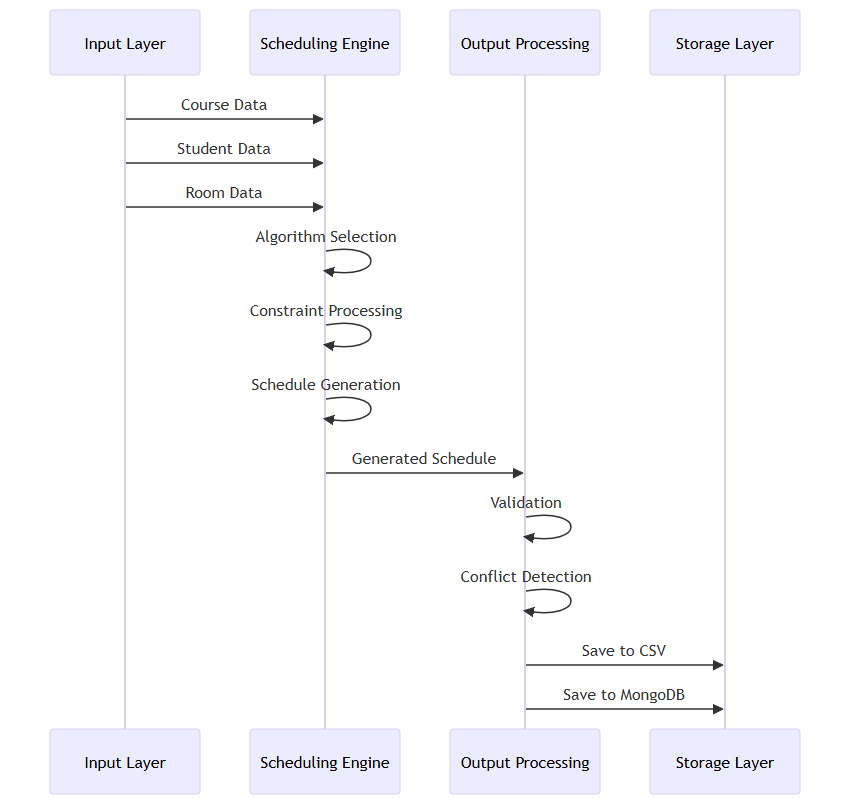 Input Layer
Scheduling Engine
Output Processing
Storage Layer
Course Data
Student Data
Room Data
Algorithm Selection
Constraint Processing
Schedule Generation
Generated Schedule
Validation
Conflict Detection
Save to CSV
Save to MongoDB
Input Layer
Scheduling Engine
Output Processing
Storage Layer